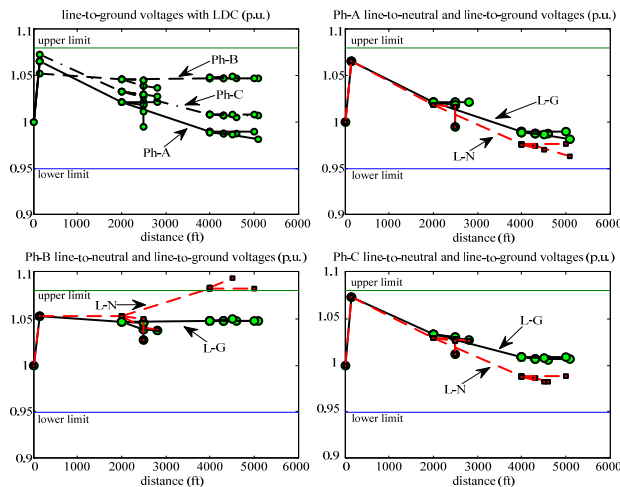 line-to-ground voltages with LDC (p.u.)
1.1
upper limit
Ph-B
1.05
Ph-C
1
Ph-A
0.95
lower limit
0.9
0 1000 2000 3000 4000 5000 6000
distance (ft)
Ph-A line-to-neutral and line-to-ground voltages (p.u.)
1.1
upper limit
1.05
L-G
1
L-N
0.95
lower limit
0.9
0 1000 2000 3000 4000 5000 6000
distance (ft)
Ph-B line-to-neutral and line-to-ground voltages (p.u.)
1.1
upper limit
L-N
1.05
L-G
1
0.95
lower limit
0.9
0 1000 2000 3000 4000 5000 6000
distance (ft)
Ph-C line-to-neutral and line-to-ground voltages (p.u.)
1.1
upper limit
1.05
L-G
1
L-N
0.95
lower limit
0.9
0 1000 2000 3000 4000 5000 6000
distance (ft)